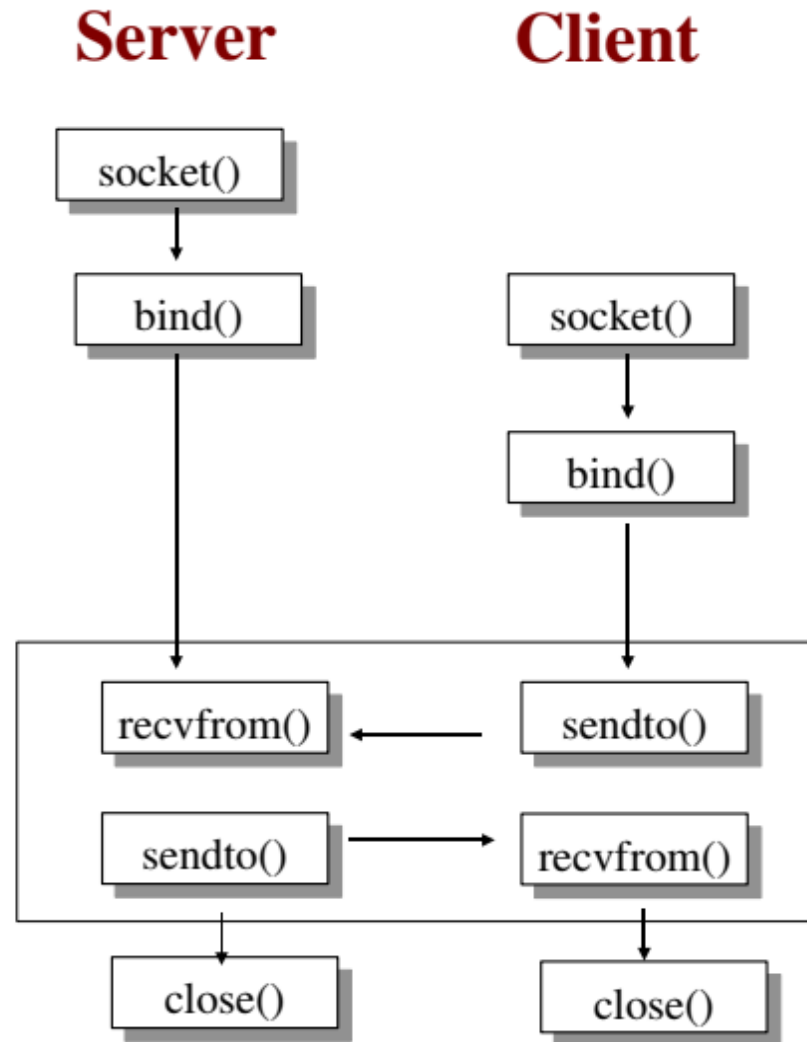 Server Client
socket()
bind()
socket()
bind()
recvfrom()
sendto()
sendto()
recvfrom()
close()
close()